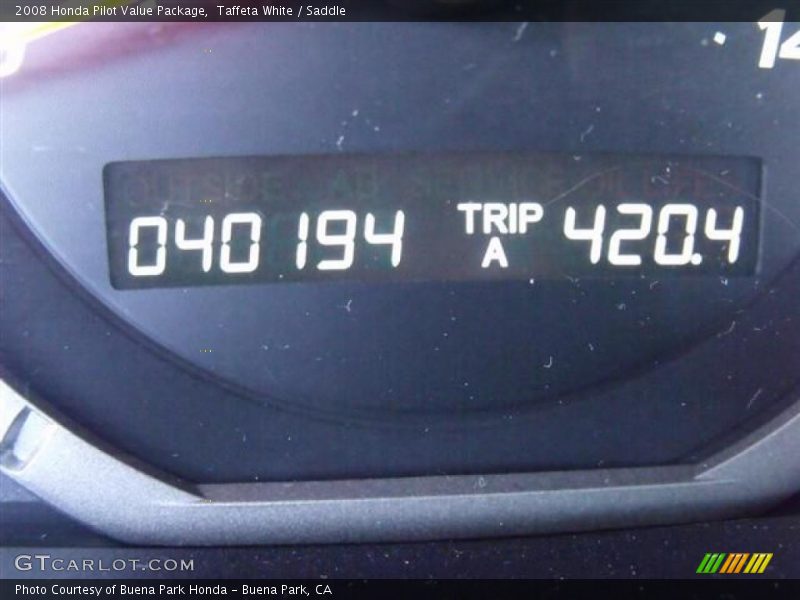 2008 Honda Pilot Value Package,  Taffeta White / Saddle
14
040194 TRIP A 420.4
GTCARLOT.COM
Photo Courtesy of Buena Park Honda - Buena Park, CA